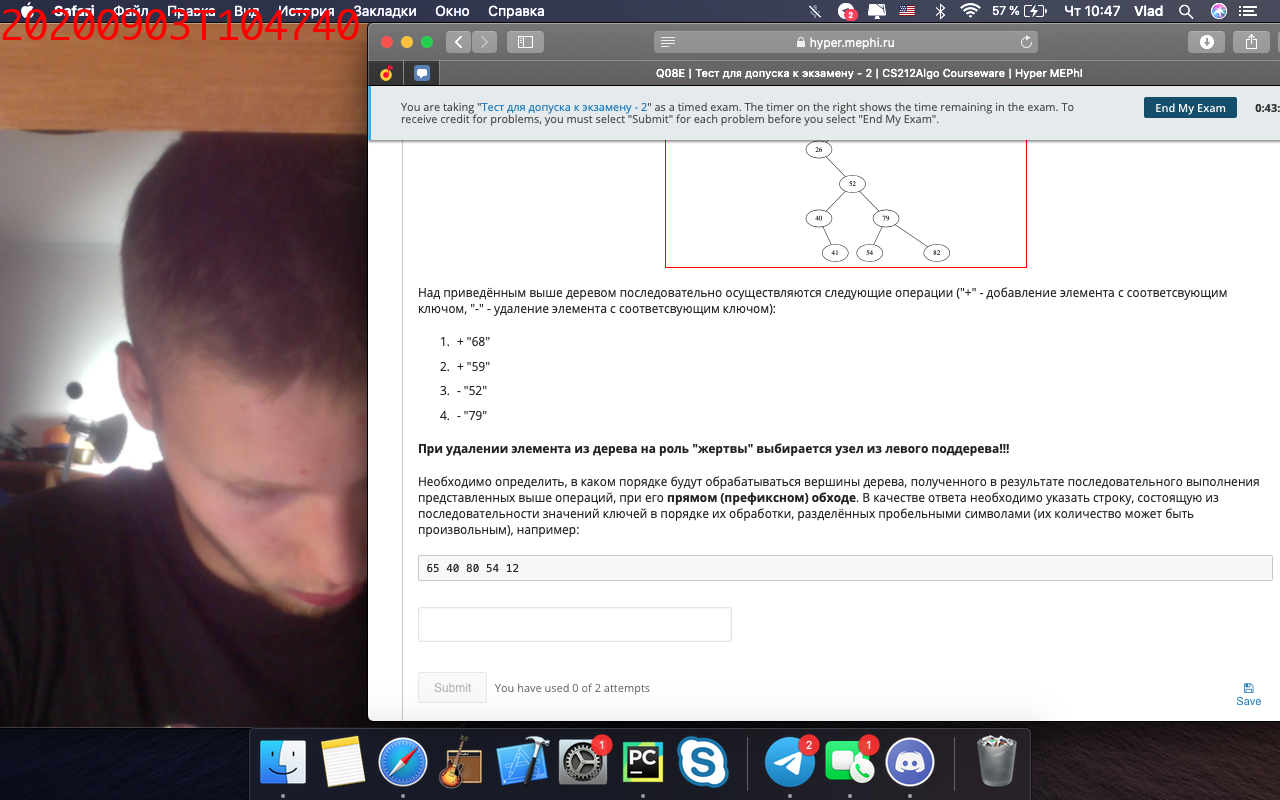 Safari Файл Правка Вид История Закладки Окно Справка 2 57 % Чт 10:47 Vlad
20200903T104740
hyper.mephi.ru
Q08E | Тест для допуска к экзамену - 2 | CS212Algo Courseware | Hyper MEPhI
You are taking "Тест для допуска к экзамену - 2" as a timed exam. The timer on the right shows the time remaining in the exam. To
receive credit for problems, you must select "Submit" for each problem before you select "End My Exam".
End My Exam
0:43:
26
52
40 79
41 54 82
Над приведённым выше деревом последовательно осуществляются следующие операции ("+" - добавление элемента с соответсвующим
ключом, "-" - удаление элемента с соответсвующим ключом):
1. + "68"
2. + "59"
3. - "52"
4. - "79"
При удалении элемента из дерева на роль "жертвы" выбирается узел из левого поддерева!!!
Необходимо определить, в каком порядке будут обрабатываться вершины дерева, полученного в результате последовательного выполнения
представленных выше операций, при его прямом (префиксном) обходе. В качестве ответа необходимо указать строку, состоящую из
последовательности значений ключей в порядке их обработки, разделённых пробельными символами (их количество может быть
произвольным), например:
65 40 80 54 12
Submit
You have used 0 of 2 attempts
Save
1
PC
2
1